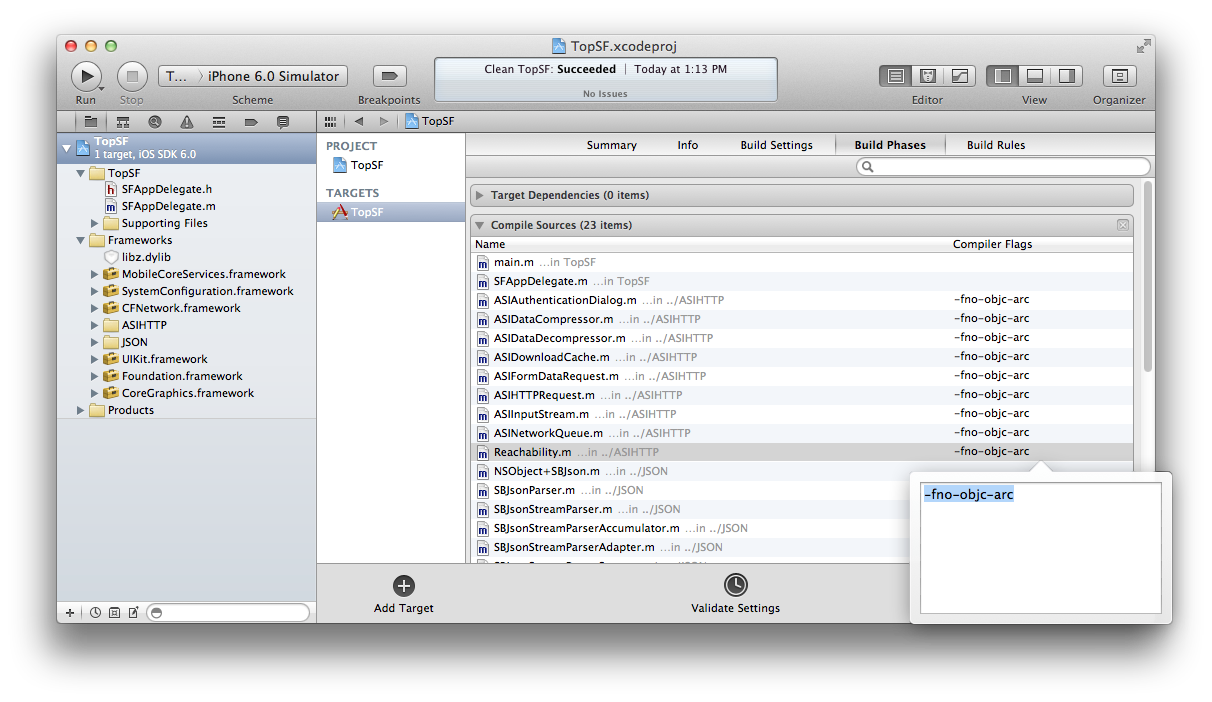 TopSF.xcodeproj
T... iPhone 6.0 Simulator
Clean TopSF: Succeeded | Today at 1:13 PM
No Issues
Run Stop Scheme Breakpoints Editor View Organizer
TopSF
TopSF
1 target, iOS SDK 6.0
TopSF
h SFAppDelegate.h
m SFAppDelegate.m
Supporting Files
Frameworks
libz.dylib
MobileCoreServices.framework
SystemConfiguration.framework
CFNetwork.framework
ASIHTTP
JSON
UIKit.framework
Foundation.framework
CoreGraphics.framework
Products
PROJECT
TopSF
TARGETS
TopSF
Summary Info Build Settings Build Phases Build Rules
Target Dependencies (0 items)
Compile Sources (23 items)
Name Compiler Flags
m main.m ...in TopSF
m SFAppDelegate.m ...in TopSF
m ASIAuthenticationDialog.m ...in ../ASIHTTP -fno-objc-arc
m ASIDataCompressor.m ...in ../ASIHTTP -fno-objc-arc
m ASIDataDecompressor.m ...in ../ASIHTTP -fno-objc-arc
m ASIDownloadCache.m ...in ../ASIHTTP -fno-objc-arc
m ASIFormDataRequest.m ...in ../ASIHTTP -fno-objc-arc
m ASIHTTPRequest.m ...in ../ASIHTTP -fno-objc-arc
m ASIInputStream.m ...in ../ASIHTTP -fno-objc-arc
m ASINetworkQueue.m ...in ../ASIHTTP -fno-objc-arc
m Reachability.m ...in ../ASIHTTP -fno-objc-arc
m NSObject+SBJson.m ...in ../JSON
m SBJsonParser.m ...in ../JSON
m SBJsonStreamParser.m ...in ../JSON
m SBJsonStreamParserAccumulator.m ...in ../JSON
m SBJsonStreamParserAdapter.m ...in ../JSON
-fno-objc-arc
Add Target
Validate Settings